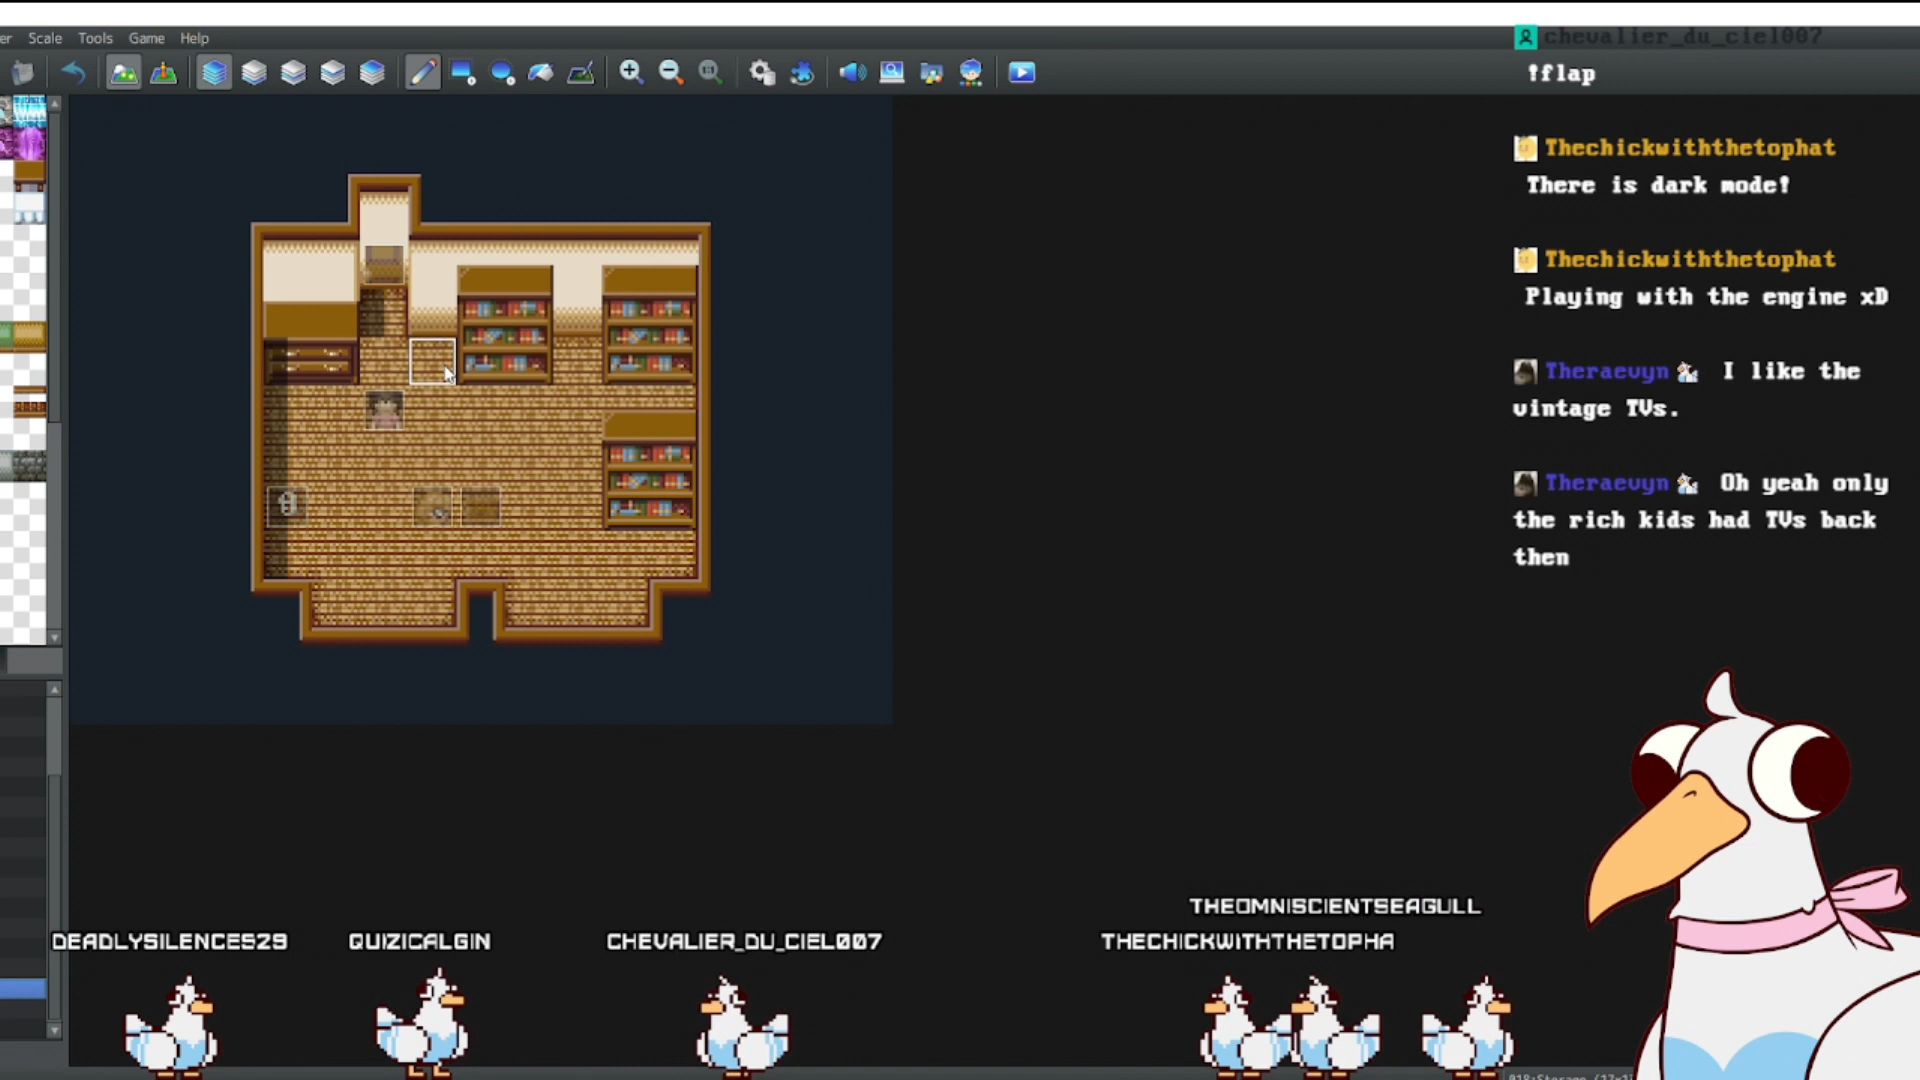 er Scale Tools Game Help
chevalier_du_ciel007
!flap
Thechickwiththetophat
There is dark mode!
Thechickwiththetophat
Playing with the engine xD
Theraevyn I like the
vintage TVs.
Theraevyn Oh yeah only
the rich kids had TVs back
then
THEOMNISCIENTSEAGULL
DEADLYSILENCE529 QUIZICALGIN CHEVALIER_DU_CIEL007 THECHICKWITHTHETOPHA